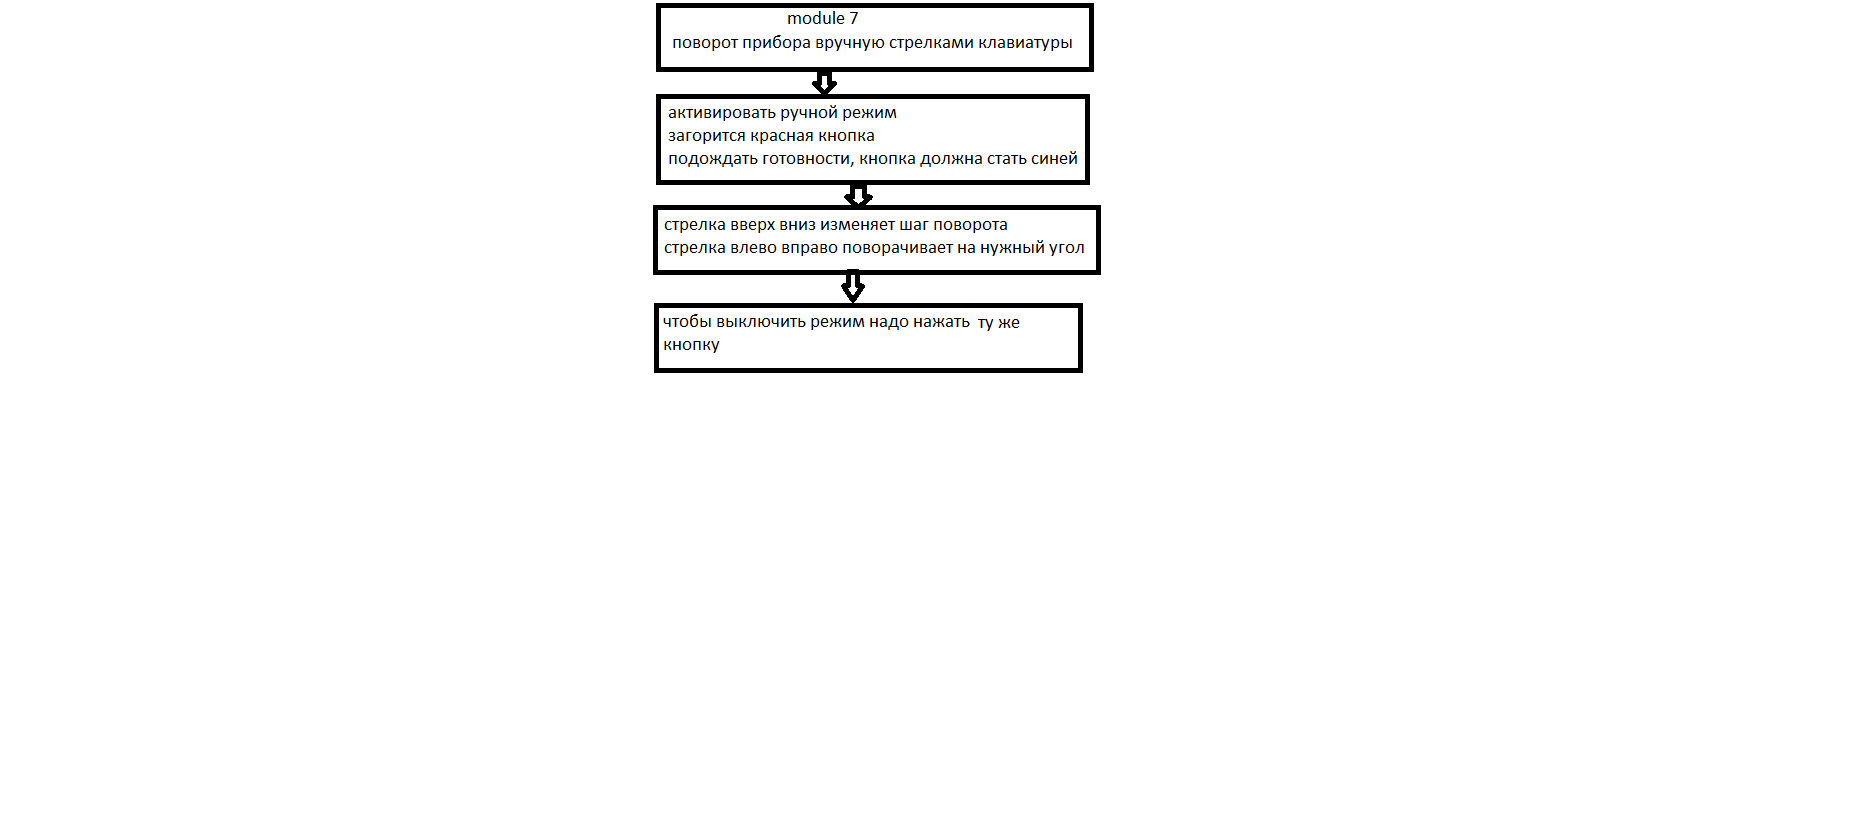 module 7
поворот прибора вручную стрелками клавиатуры
активировать ручной режим
загорится красная кнопка
подождать готовности, кнопка должна стать синей
стрелка вверх вниз изменяет шаг поворота
стрелка влево вправо поворачивает на нужный угол
чтобы выключить режим надо нажать ту же
кнопку